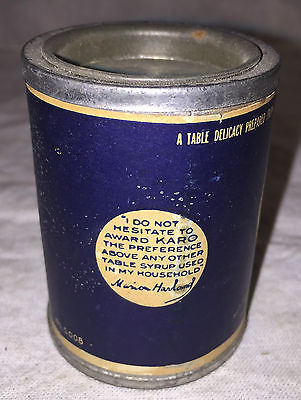 A TABLE DELICACY PREPARED
"I DO NOT
HESITATE TO
AWARD KARO
THE PREFERENCE
ABOVE ANY OTHER
TABLE SYRUP USED
IN MY HOUSEHOLD
Marion Harland